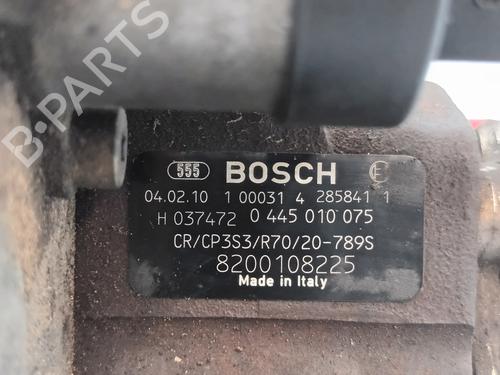 B-PARTS
555 BOSCH E
04.02.10 1 00031 4 285841 1
H 037472 0 445 010 075
CR/CP3S3/R70/20-789S
8200108225
Made in Italy